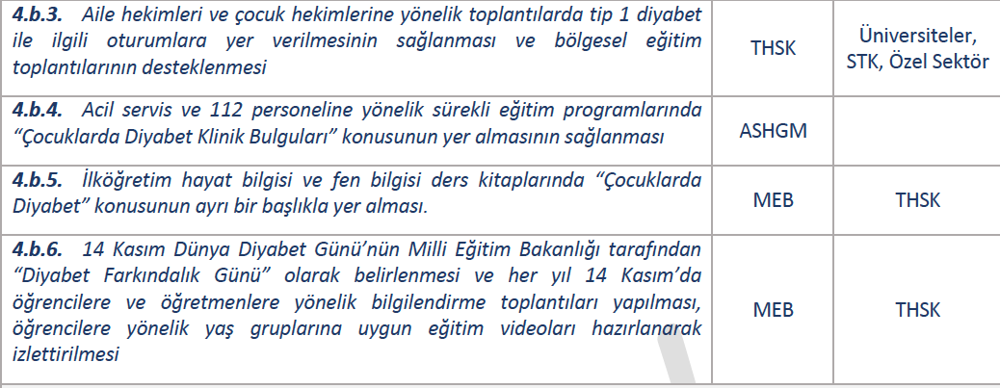 4.b.3. Aile hekimleri ve çocuk hekimlerine yönelik toplantılarda tip 1 diyabet
ile ilgili oturumlara yer verilmesinin sağlanması ve bölgesel eğitim
toplantılarının desteklenmesi
THSK
Üniversiteler,
STK, Özel Sektör
4.b.4. Acil servis ve 112 personeline yönelik sürekli eğitim programlarında
“Çocuklarda Diyabet Klinik Bulguları” konusunun yer almasının sağlanması
ASHGM
4.b.5. İlköğretim hayat bilgisi ve fen bilgisi ders kitaplarında “Çocuklarda
Diyabet” konusunun ayrı bir başlıkla yer alması.
MEB
THSK
4.b.6. 14 Kasım Dünya Diyabet Günü’nün Milli Eğitim Bakanlığı tarafından
“Diyabet Farkındalık Günü” olarak belirlenmesi ve her yıl 14 Kasım’da
öğrencilere ve öğretmenlere yönelik bilgilendirme toplantıları yapılması,
öğrencilere yönelik yaş gruplarına uygun eğitim videoları hazırlanarak
izlettirilmesi
MEB
THSK